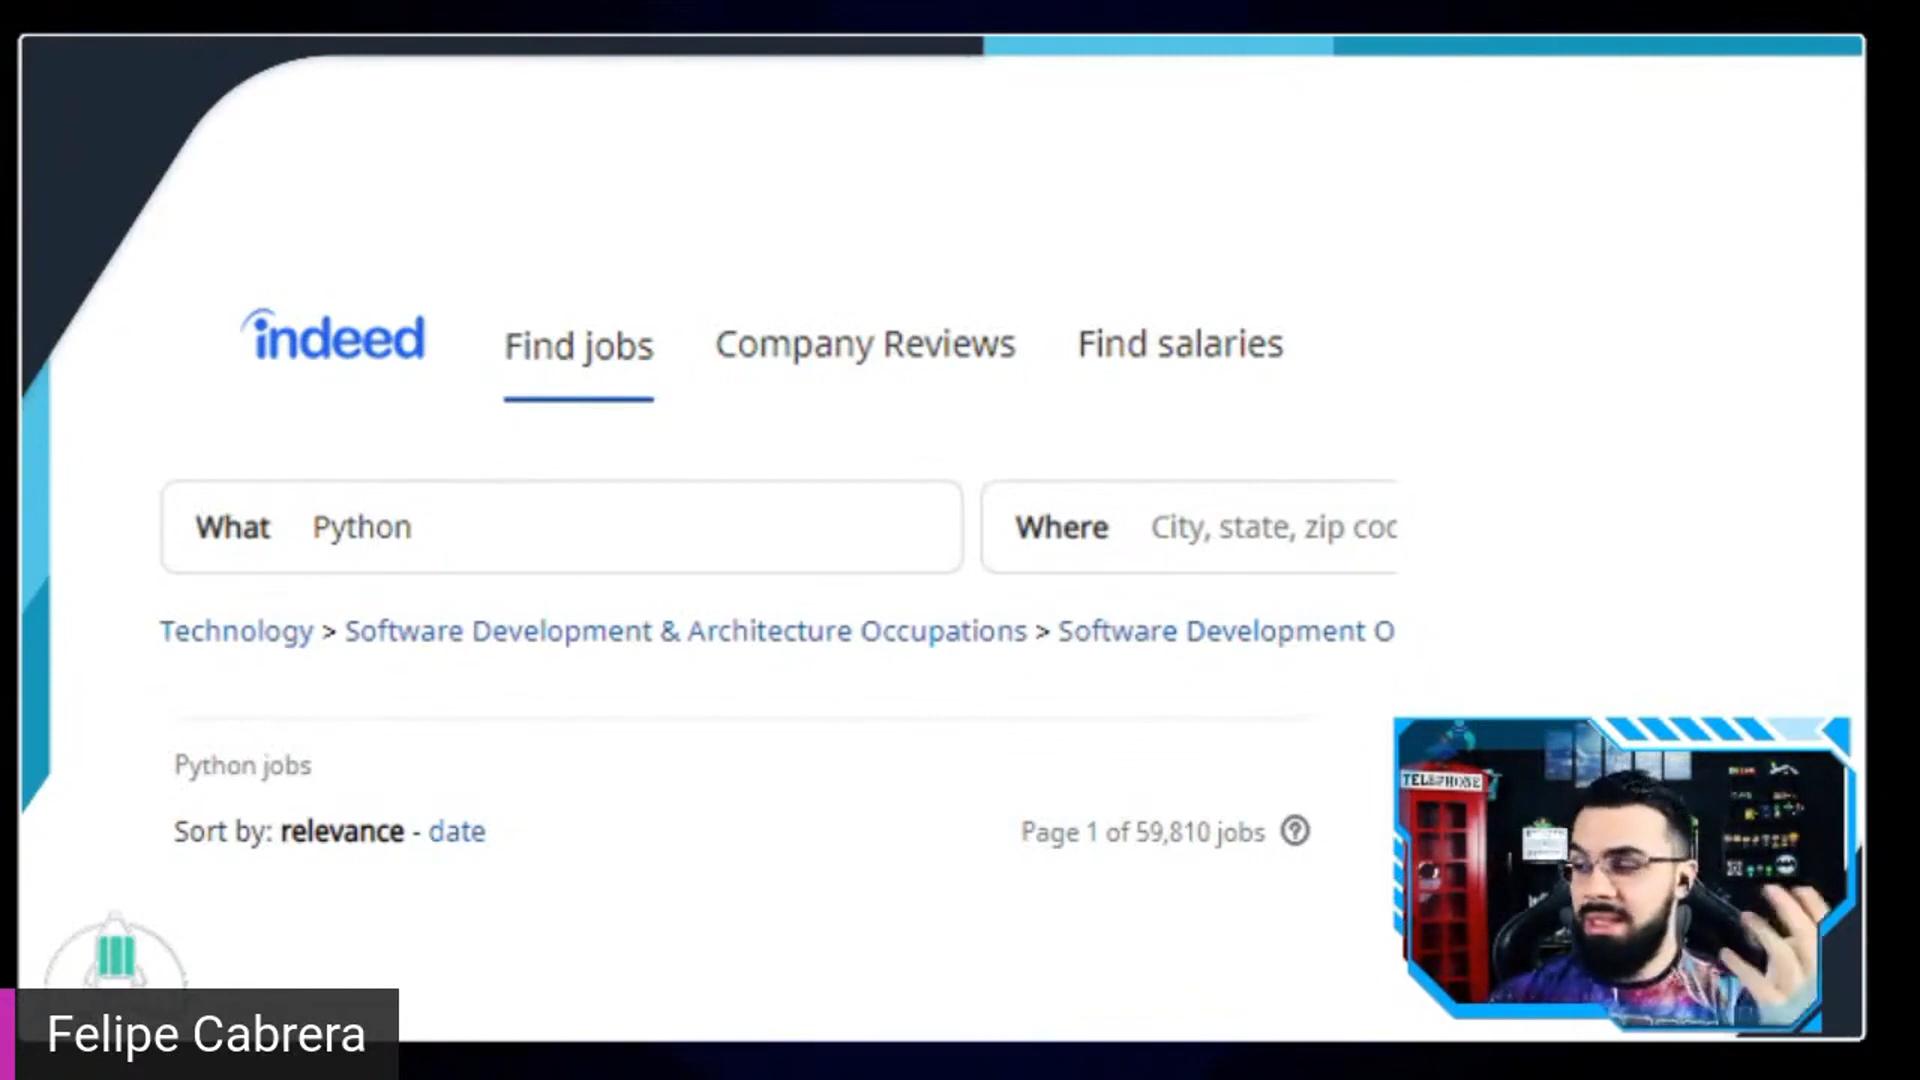 indeed Find jobs Company Reviews Find salaries
What Python Where City, state, zip coc
Technology > Software Development & Architecture Occupations > Software Development O
Python jobs
Sort by: relevance - date Page 1 of 59,810 jobs
TELEPHONE
Felipe Cabrera